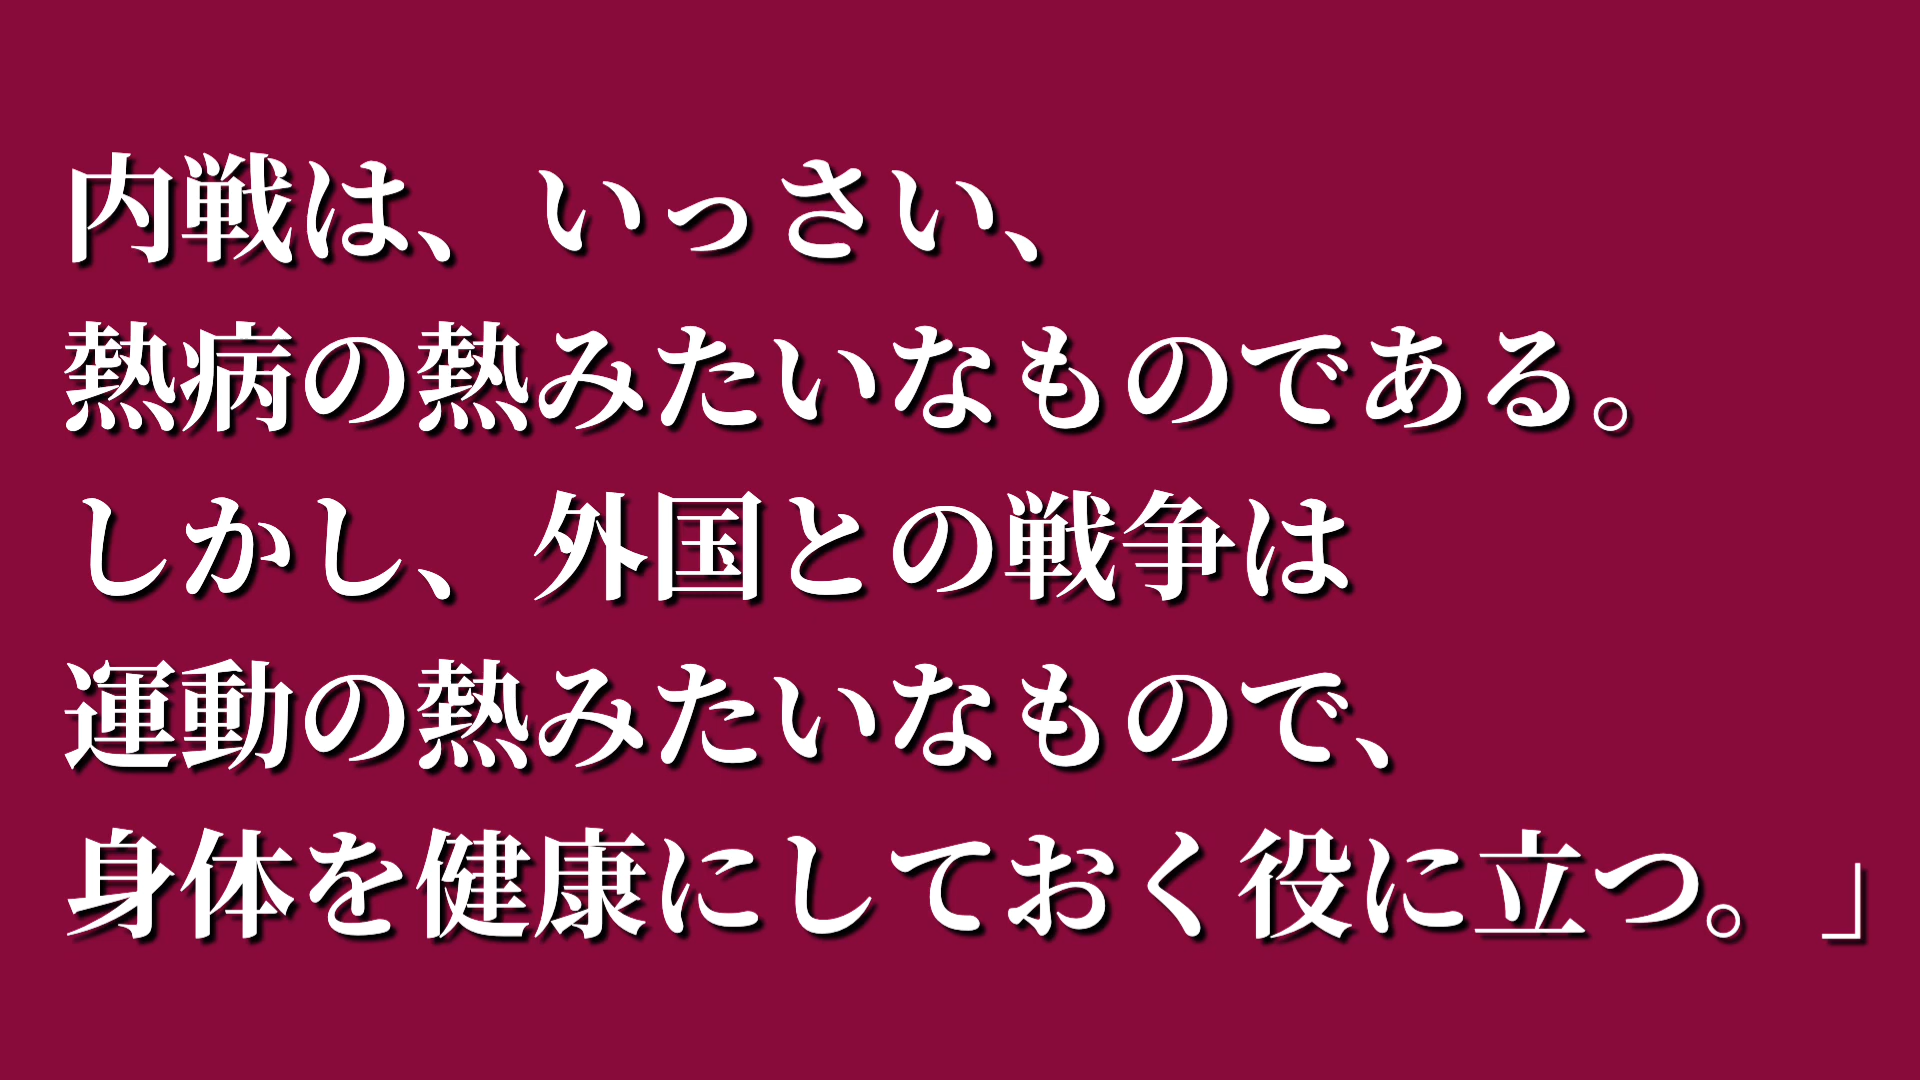 内戦は、いっさい、
熱病の熱みたいなものである。
しかし、外国との戦争は
運動の熱みたいなもので、
身体を健康にしておく役に立つ。」